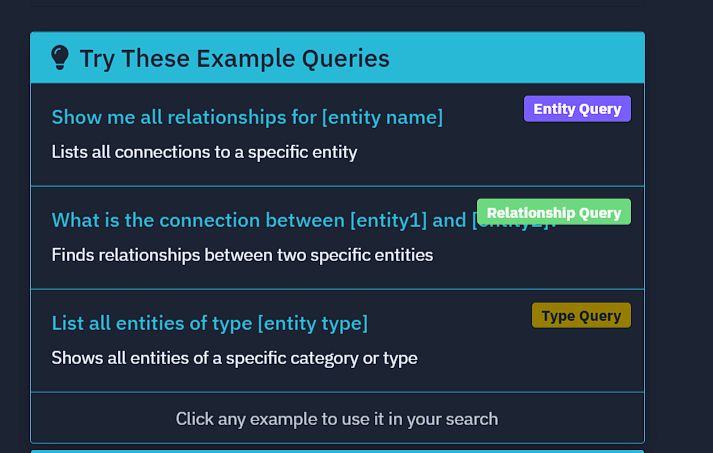 Try These Example Queries
Show me all relationships for [entity name]
Entity Query
Lists all connections to a specific entity
What is the connection between [entity1] and
Relationship Query
Finds relationships between two specific entities
List all entities of type [entity type]
Type Query
Shows all entities of a specific category or type
Click any example to use it in your search